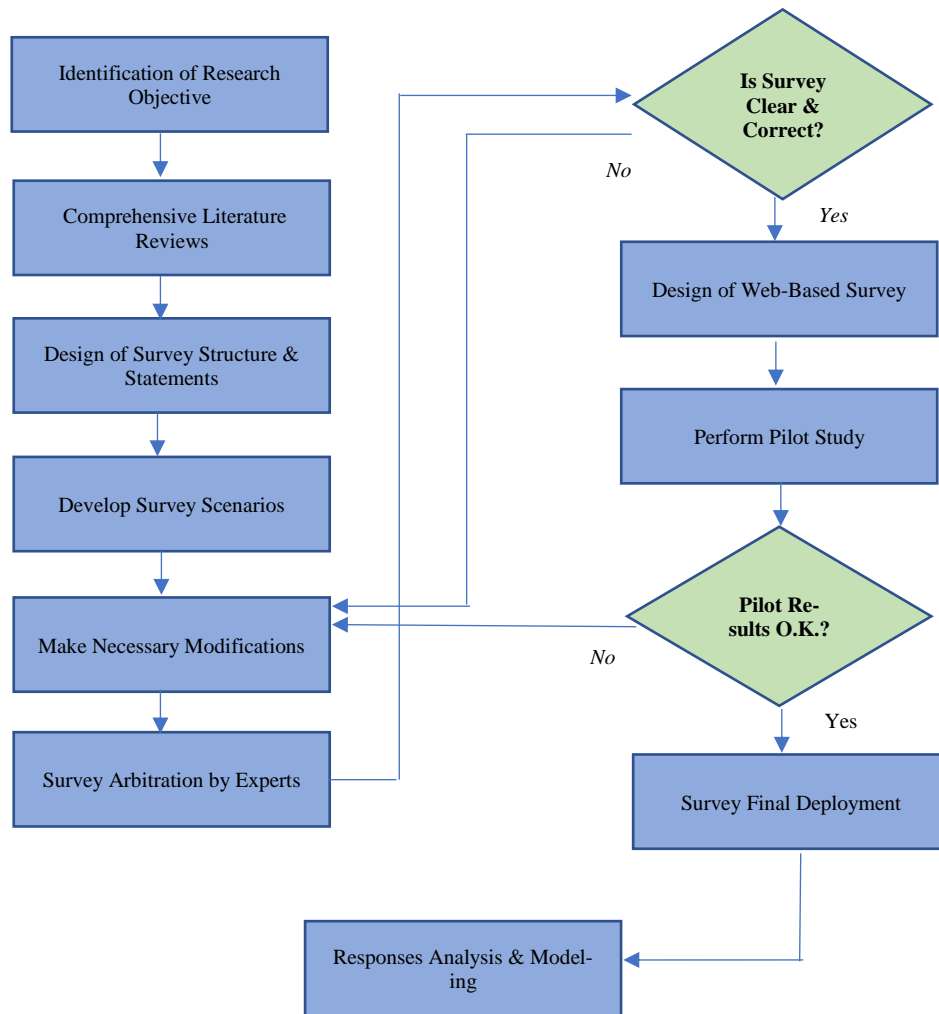 Identification of Research
Objective
Comprehensive Literature
Reviews
Design of Survey Structure &
Statements
Develop Survey Scenarios
Make Necessary Modifications
Survey Arbitration by Experts
Is Survey
Clear &
Correct?
No
Yes
Design of Web-Based Survey
Perform Pilot Study
Pilot Re-
sults O.K.?
No
Yes
Survey Final Deployment
Responses Analysis & Model-
ing